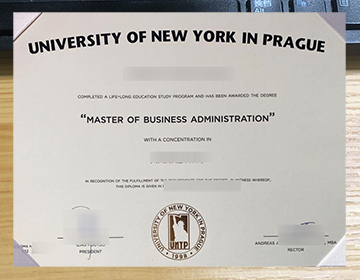 UNIVERSITY OF NEW YORK IN PRAGUE
COMPLETED A LIFE-LONG EDUCATION STUDY PROGRAM AND HAS BEEN AWARDED THE DEGREE
“MASTER OF BUSINESS ADMINISTRATION”
WITH A CONCENTRATION IN
IN RECOGNITION OF THE FULFILLMENT OF WHEREOF,
THIS DIPLOMA IS GIVEN IN
UNIVERSITY OF NEW YORK IN PRAGUE
UNYP
1998
PRESIDENT
ANDREAS
MBA
RECTOR